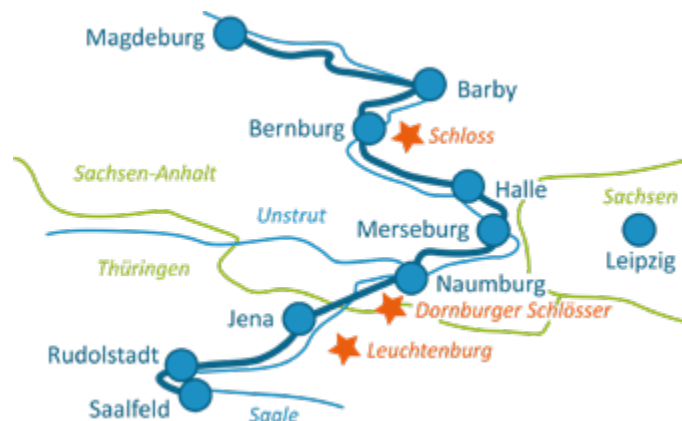 Magdeburg
Barby
Bernburg
Schloss
Sachsen-Anholt
Halle
Sachsen
Unstrut
Merseburg
Leipzig
Thüringen
Naumburg
Dornburger Schlösser
Jena
Leuchtenburg
Rudolstadt
Saalfeld
Saale